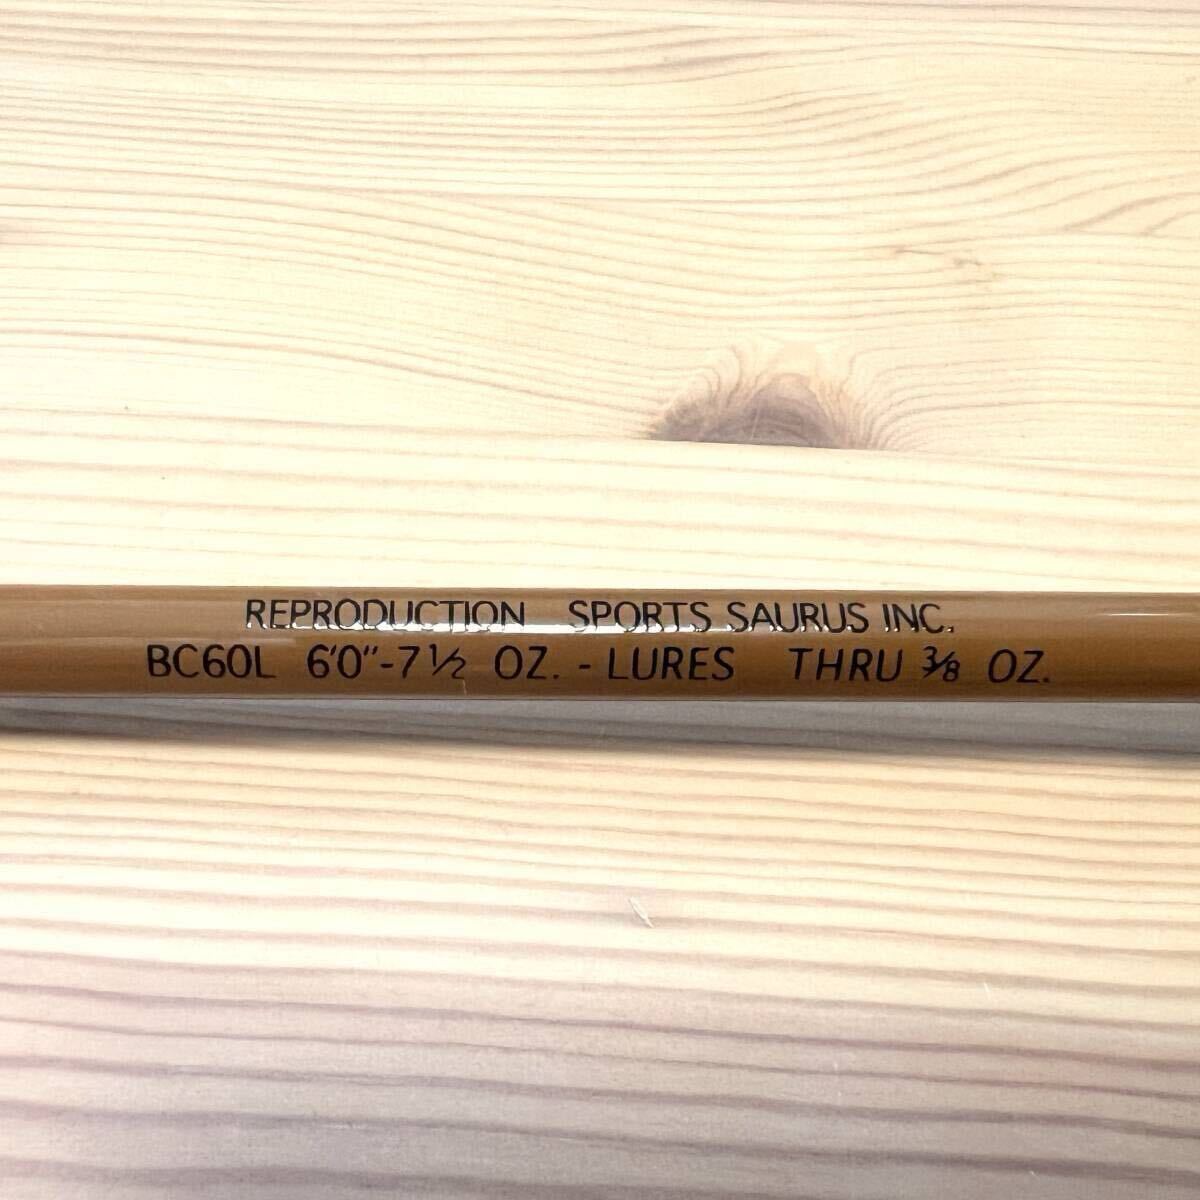 REPRODUCTION SPORTS SAURUS INC.
BC60L 6'0"-7½ OZ. - LURES THRU ⅜ OZ.